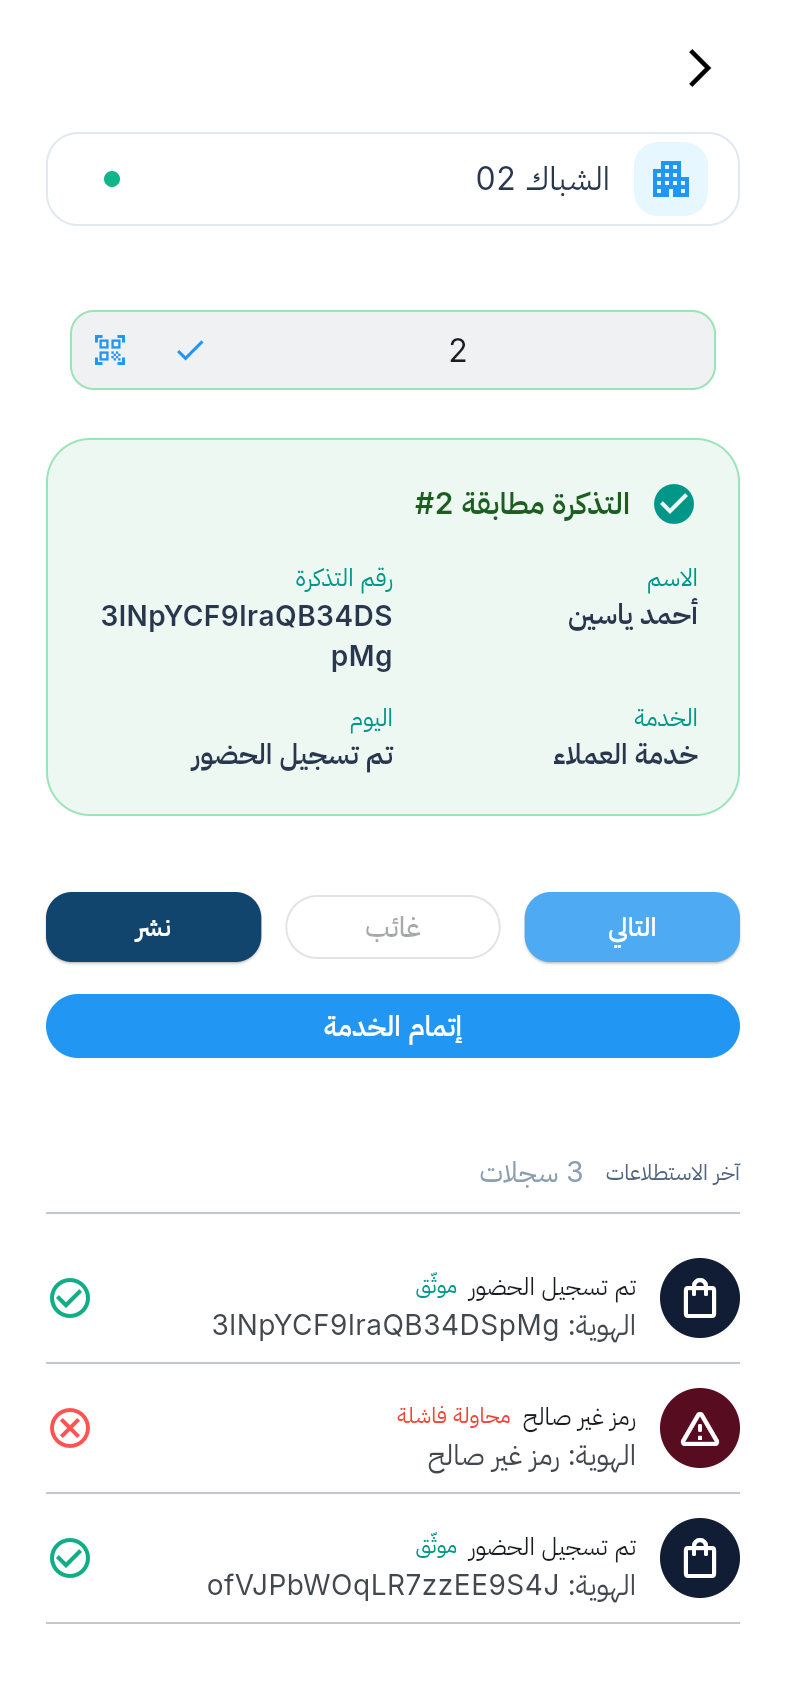 الشباك 02
2
التذكرة مطابقة 2#
الاسم
أحمد ياسين
رقم التذكرة
3INpYCF9IraQB34DS
pMg
الخدمة
خدمة العملاء
اليوم
تم تسجيل الحضور
التالي
غائب
نشر
إتمام الخدمة
آخر الاستطلاعات 3 سجلات
تم تسجيل الحضور موثّق
الهوية: 3INpYCF9IraQB34DSpMg
رمز غير صالح محاولة فاشلة
الهوية: رمز غير صالح
تم تسجيل الحضور موثّق
الهوية: ofVJPbWOqLR7zzEE9S4J